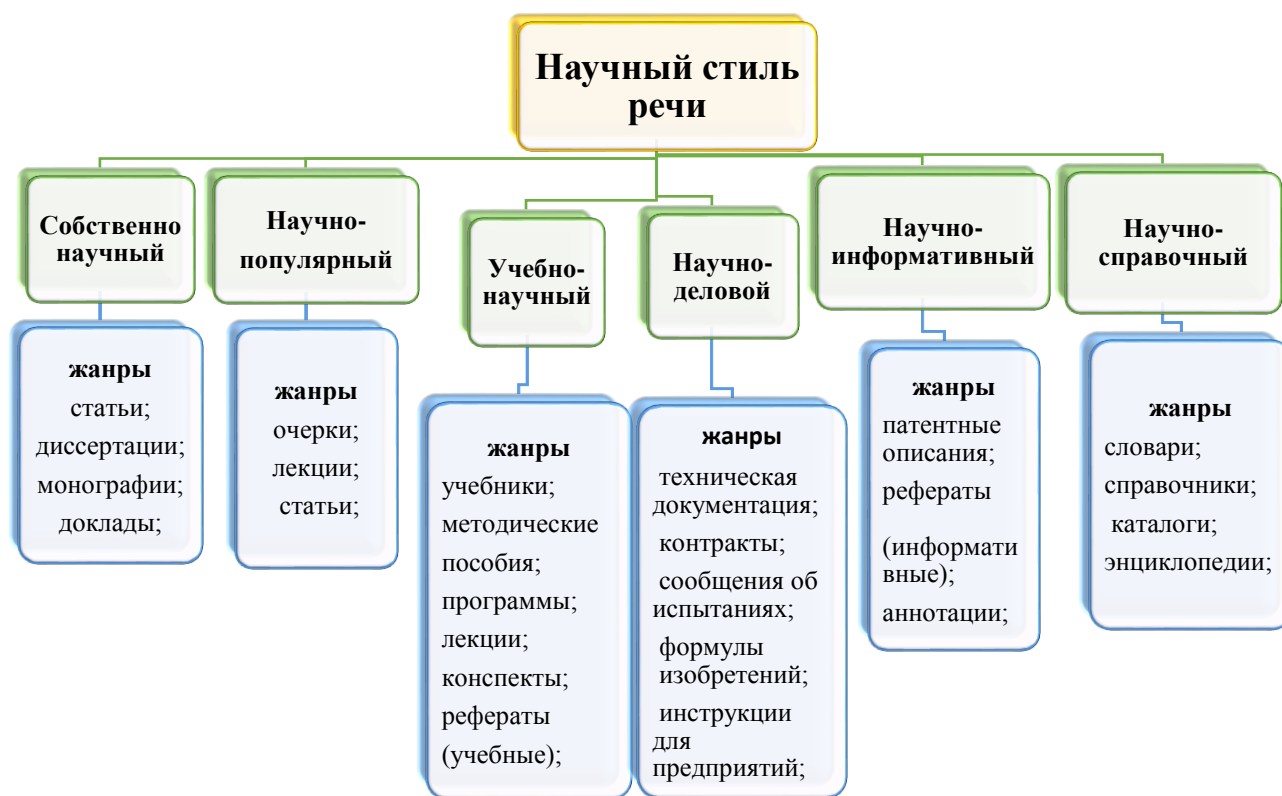 Научный стиль
речи
Собственно
научный
Научно-
популярный
Учебно-
научный
Научно-
деловой
Научно-
информативный
Научно-
справочный
жанры
статьи;
диссертации;
монографии;
доклады;
жанры
очерки;
лекции;
статьи;
жанры
учебники;
методические
пособия;
программы;
лекции;
конспекты;
рефераты
(учебные);
жанры
техническая
документация;
контракты;
сообщения об
испытаниях;
формулы
изобретений;
инструкции
для
предприятий;
жанры
патентные
описания;
рефераты
(информати
вные);
аннотации;
жанры
словари;
справочники;
каталоги;
энциклопедии;